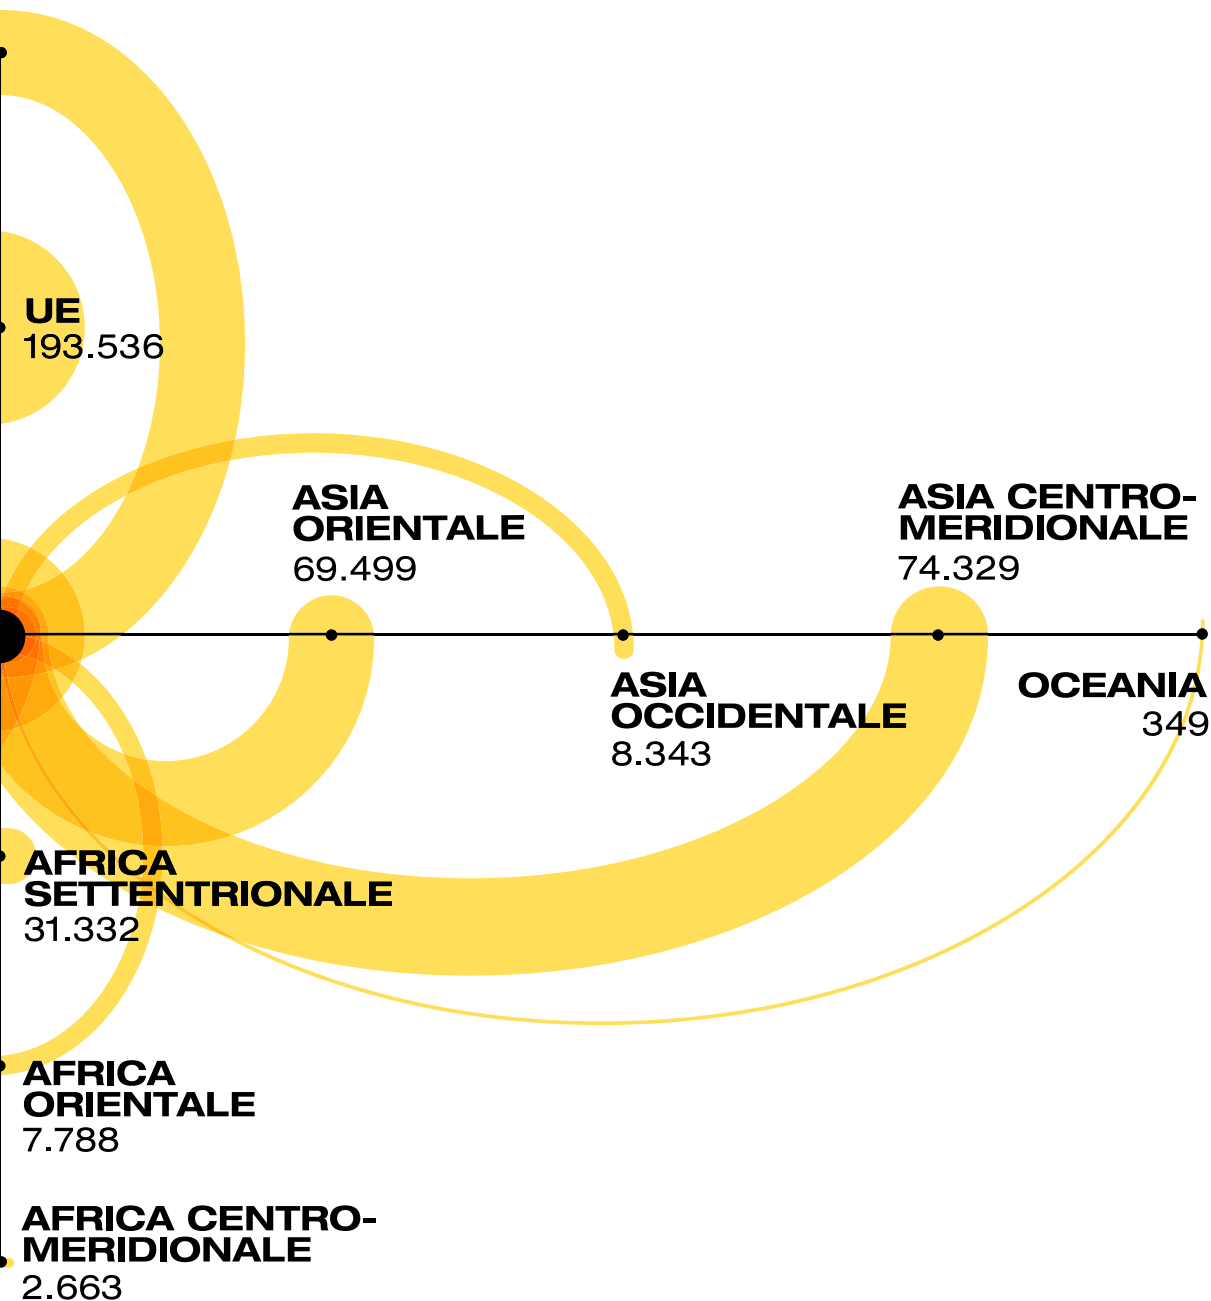 UE
193.536
ASIA
ORIENTALE
69.499
ASIA CENTRO-
MERIDIONALE
74.329
ASIA
OCCIDENTALE
8.343
OCEANIA
349
AFRICA
SETTENTRIONALE
31.332
AFRICA
ORIENTALE
7.788
AFRICA CENTRO-
MERIDIONALE
2.663